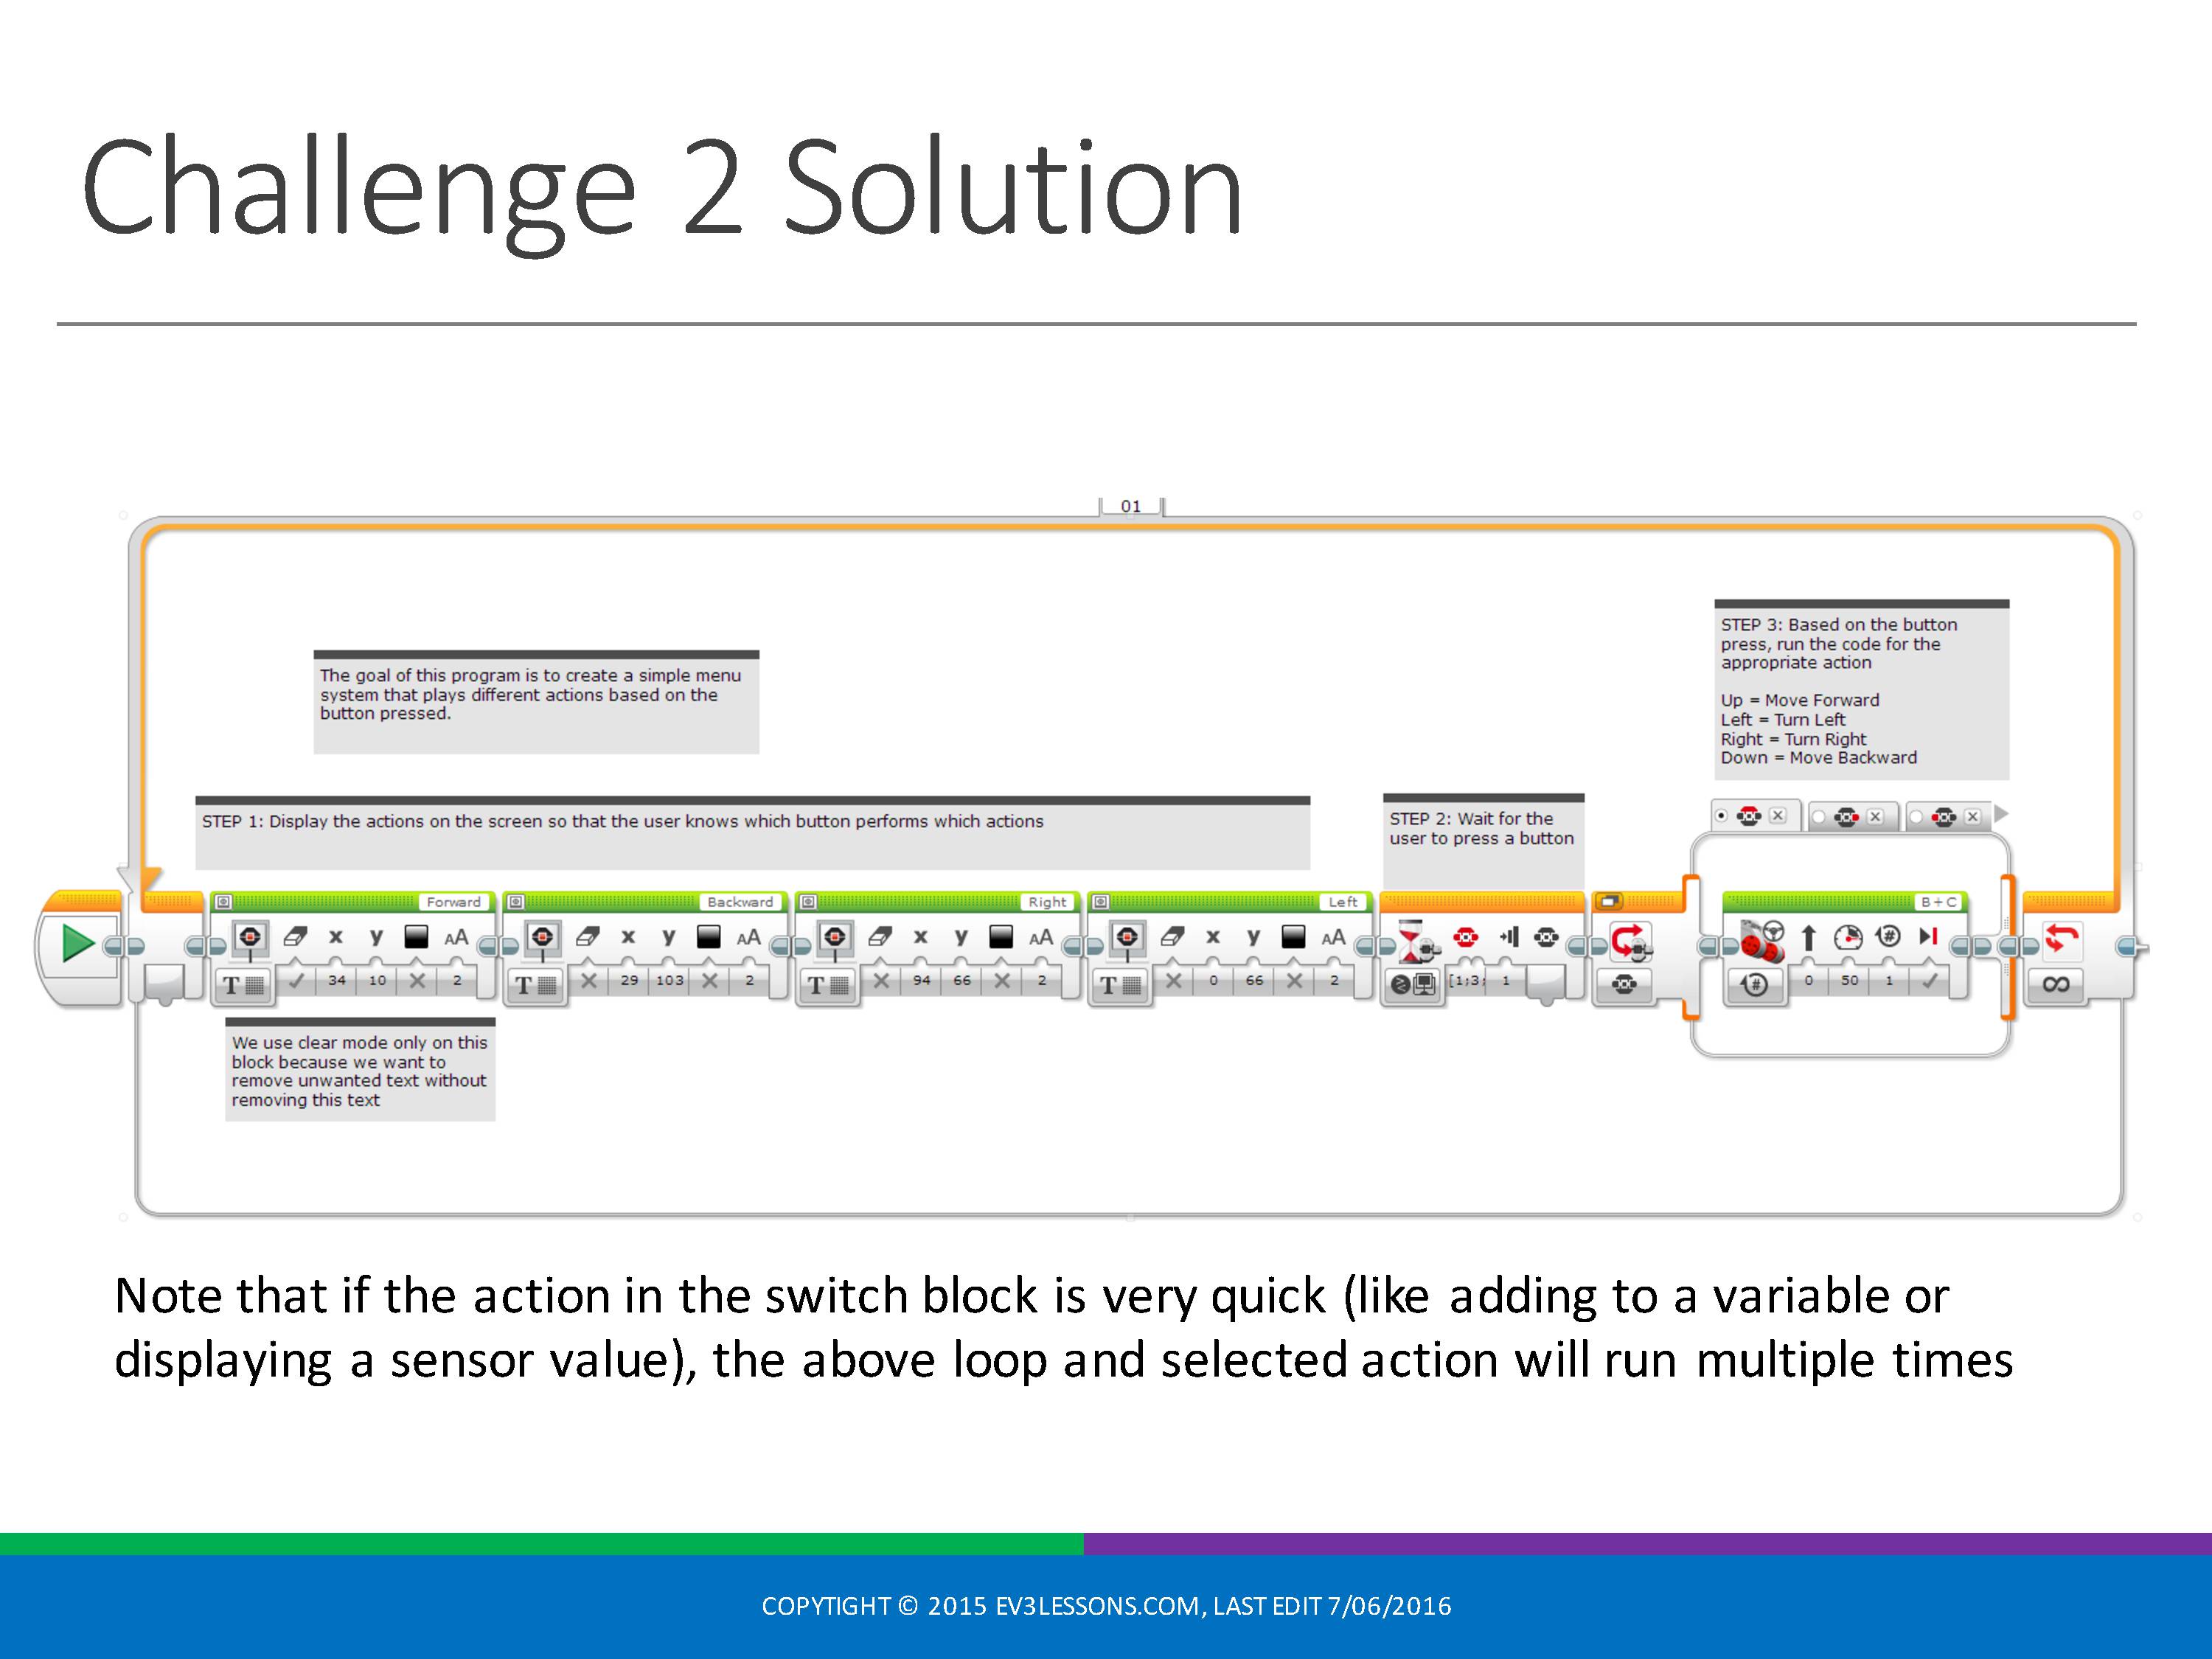 Challenge 2 Solution
01
STEP 3: Based on the button
press, run the code for the
appropriate action
Up = Move Forward
Left = Turn Left
Right = Turn Right
Down = Move Backward
The goal of this program is to create a simple menu
system that plays different actions based on the
button pressed.
STEP 1: Display the actions on the screen so that the user knows which button performs which actions
STEP 2: Wait for the
user to press a button
Forward Backward Right Left B + C
x y AA x y AA x y AA x y AA #
T 34 10 2 T 29 103 2 T 94 66 2 T 0 66 2 [1;3; 1 # 0 50 1 ∞
We use clear mode only on this
block because we want to
remove unwanted text without
removing this text
Note that if the action in the switch block is very quick (like adding to a variable or
displaying a sensor value), the above loop and selected action will run multiple times
COPYTIGHT © 2015 EV3LESSONS.COM, LAST EDIT 7/06/2016